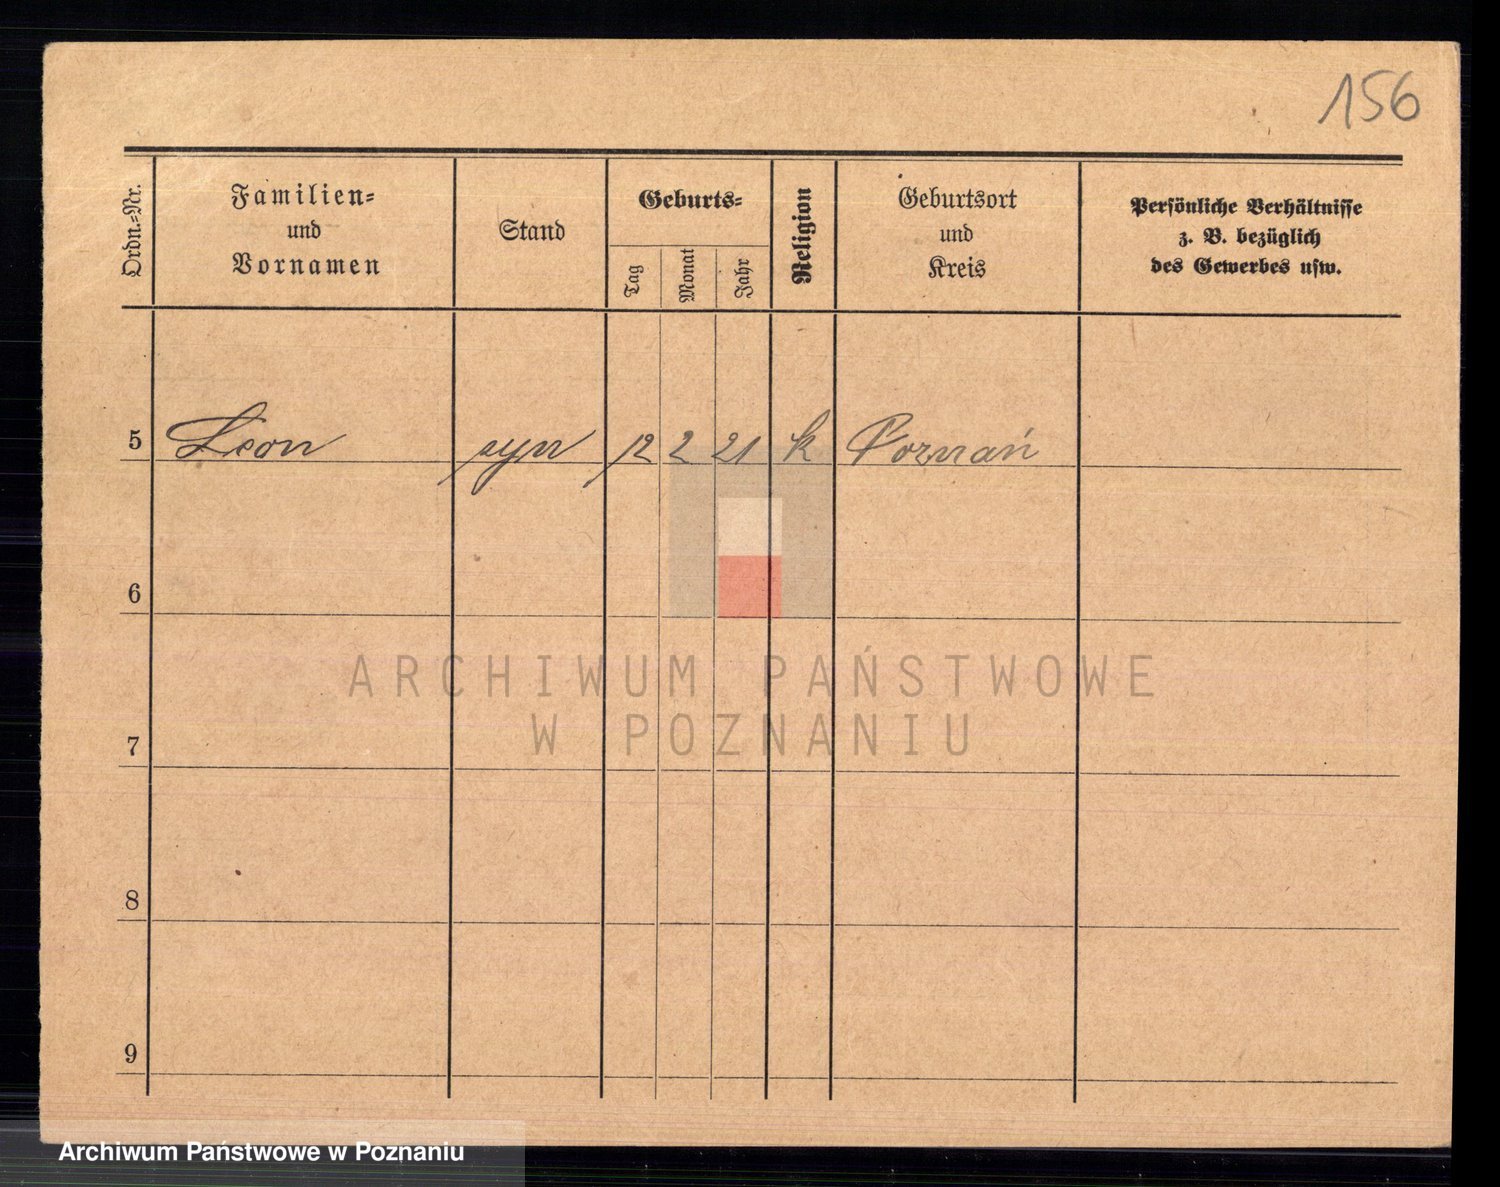 156
Ordn.-Nr.
Familien-
und
Vornamen
Stand
Geburts-
Tag
Monat
Jahr
Religion
Geburtsort
und
Kreis
Persönliche Verhältnisse
z. B. bezüglich
des Gewerbes usw.
5 Leon syn 12 2 21 k Poznań
6
7
8
9
ARCHIWUM PAŃSTWOWE
W POZNANIU
Archiwum Państwowe w Poznaniu